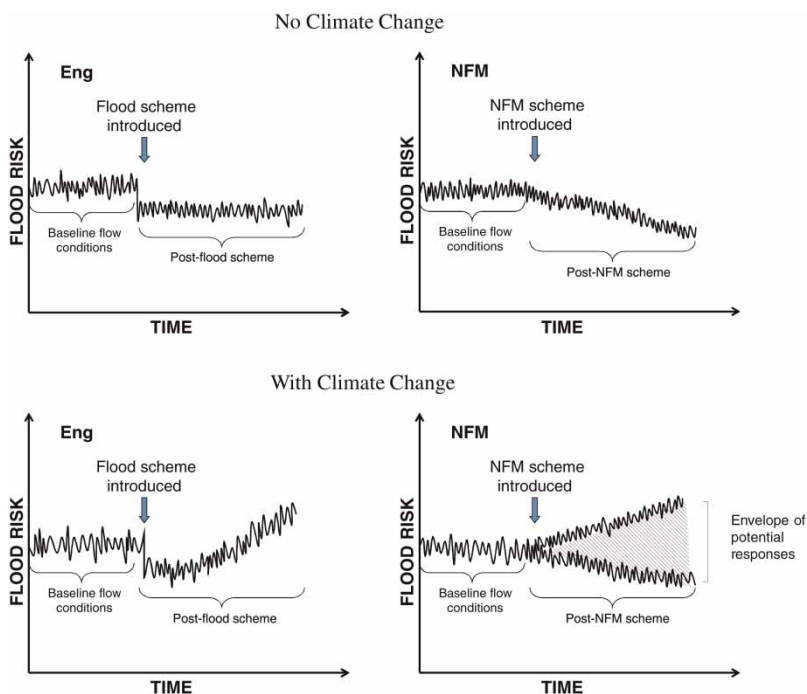 No Climate Change
Eng
Flood scheme
introduced
FLOOD RISK
Baseline flow
conditions
Post-flood scheme
TIME
NFM
NFM scheme
introduced
FLOOD RISK
Baseline flow
conditions
Post-NFM scheme
TIME
With Climate Change
Eng
Flood scheme
introduced
FLOOD RISK
Baseline flow
conditions
Post-flood scheme
TIME
NFM
NFM scheme
introduced
FLOOD RISK
Baseline flow
conditions
Post-NFM scheme
Envelope of
potential
responses
TIME